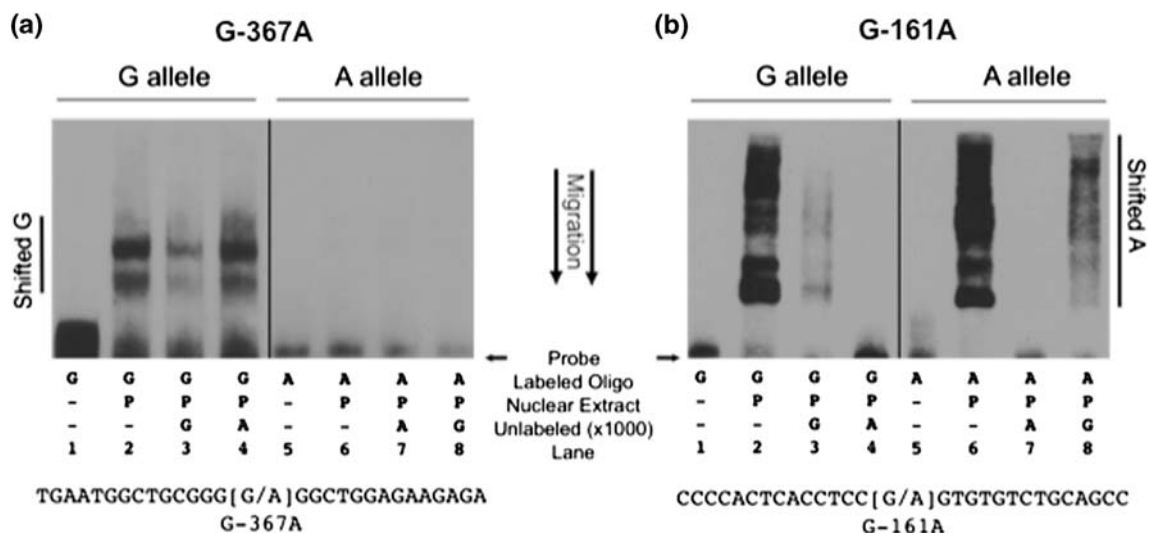 (a)
G-367A
G allele
A allele
Shifted G
Migration
(b)
G-161A
G allele
A allele
Shifted A
Probe
G G G G A A A A
Labeled Oligo
G G G G A A A A
- P P P - P P P
Nuclear Extract
- P P P - P P P
- - G A - - A G
Unlabeled (x1000)
- - G A - - A G
1 2 3 4 5 6 7 8
Lane
1 2 3 4 5 6 7 8
TGAATGGCTGCGGG[G/A]GGCTGGAGAAGAGA
G-367A
CCCCACTCACCTCC[G/A]GTGTGTCTGCAGCC
G-161A